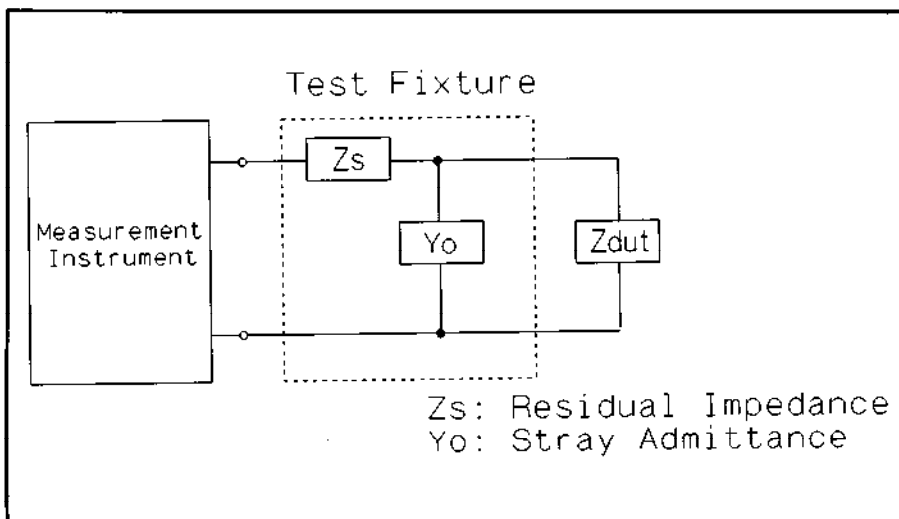 Test Fixture
Zs
Measurement
Instrument
Yo
Zdut
Zs: Residual Impedance
Yo: Stray Admittance